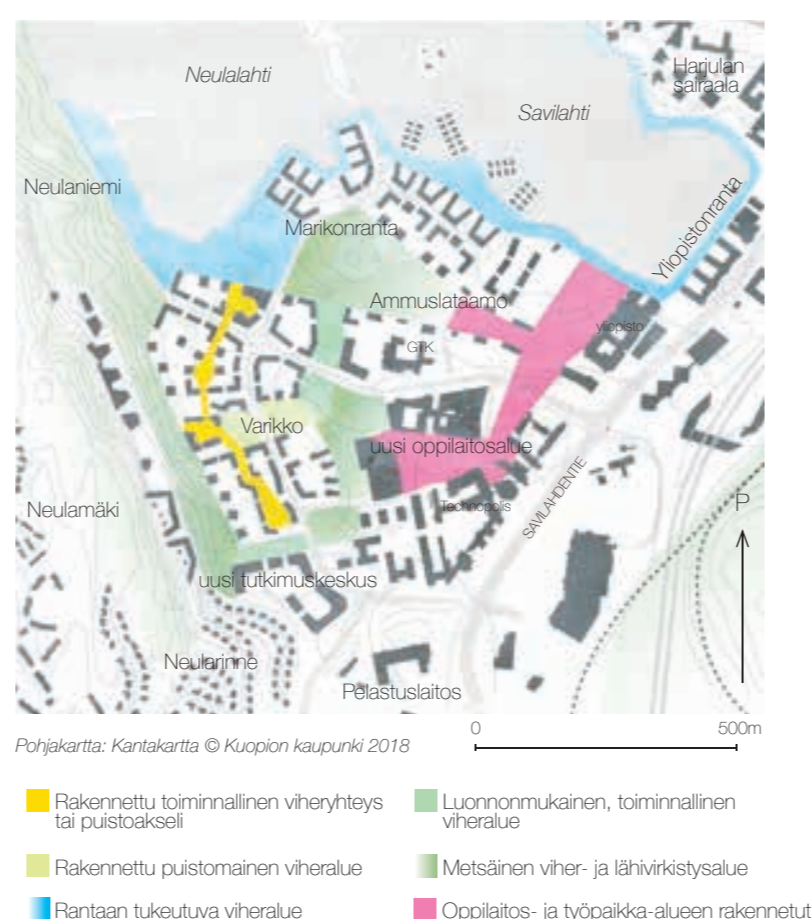 Neulalahti
Savilahti
Harjulan
sairaala
Neulaniemi
Yliopistonranta
Marikonranta
Ammuslataamo
yliopisto
GTK
Varikko
uusi oppilaitosalue
Neulamäki
Technopolis
SAVILAHDENTIE
P
uusi tutkimuskeskus
Neularinne
Pelastuslaitos
0 500m
Pohjakartta: Kantakartta © Kuopion kaupunki 2018
Rakennettu toiminnallinen viheryhteys
tai puistoakseli
Rakennettu puistomainen viheralue
Rantaan tukeutuva viheralue
Luonnonmukainen, toiminnallinen
viheralue
Metsäinen viher- ja lähivirkistysalue
Oppilaitos- ja työpaikka-alueen rakennetut